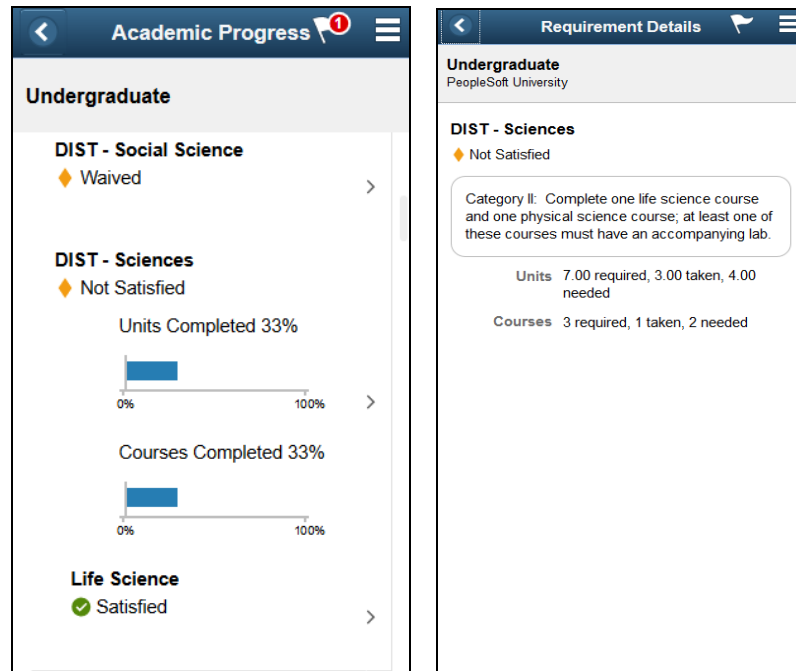 Academic Progress
1
Undergraduate
DIST - Social Science
Waived
DIST - Sciences
Not Satisfied
Units Completed 33%
0% 100%
Courses Completed 33%
0% 100%
Life Science
Satisfied
Requirement Details
Undergraduate
PeopleSoft University
DIST - Sciences
Not Satisfied
Category II: Complete one life science course
and one physical science course; at least one of
these courses must have an accompanying lab.
Units 7.00 required, 3.00 taken, 4.00
needed
Courses 3 required, 1 taken, 2 needed